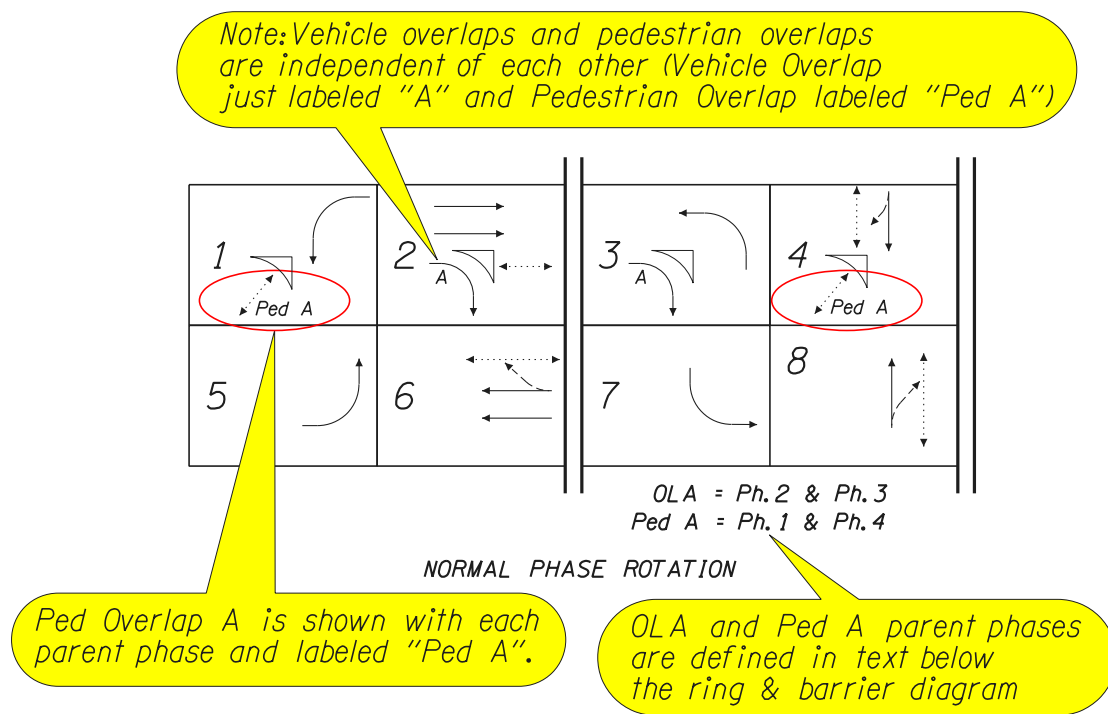 Note: Vehicle overlaps and pedestrian overlaps
are independent of each other (Vehicle Overlap
just labeled "A" and Pedestrian Overlap labeled "Ped A")
1
Ped A
2
A
3
A
4
Ped A
5
6
7
8
OLA = Ph. 2 & Ph. 3
Ped A = Ph. 1 & Ph. 4
NORMAL PHASE ROTATION
Ped Overlap A is shown with each
parent phase and labeled "Ped A".
OLA and Ped A parent phases
are defined in text below
the ring & barrier diagram